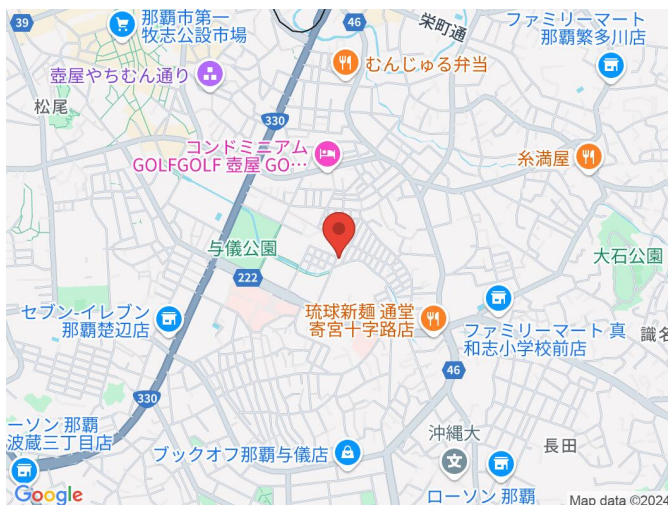 39
那覇市第一
牧志公設市場
46
栄町通
ファミリーマート
那覇繁多川店
むんじゅる弁当
壺屋やちむん通り
松尾
330
コンドミニアム
GOLFGOLF 壺屋 GO…
糸満屋
与儀公園
222
大石公園
セブン-イレブン
那覇楚辺店
琉球新麺 通堂
寄宮十字路店
ファミリーマート 真
和志小学校前店
識名
46
330
ーソン 那覇
波蔵三丁目店
ブックオフ那覇与儀店
沖縄大
長田
ローソン 那覇
Google
Map data ©2024